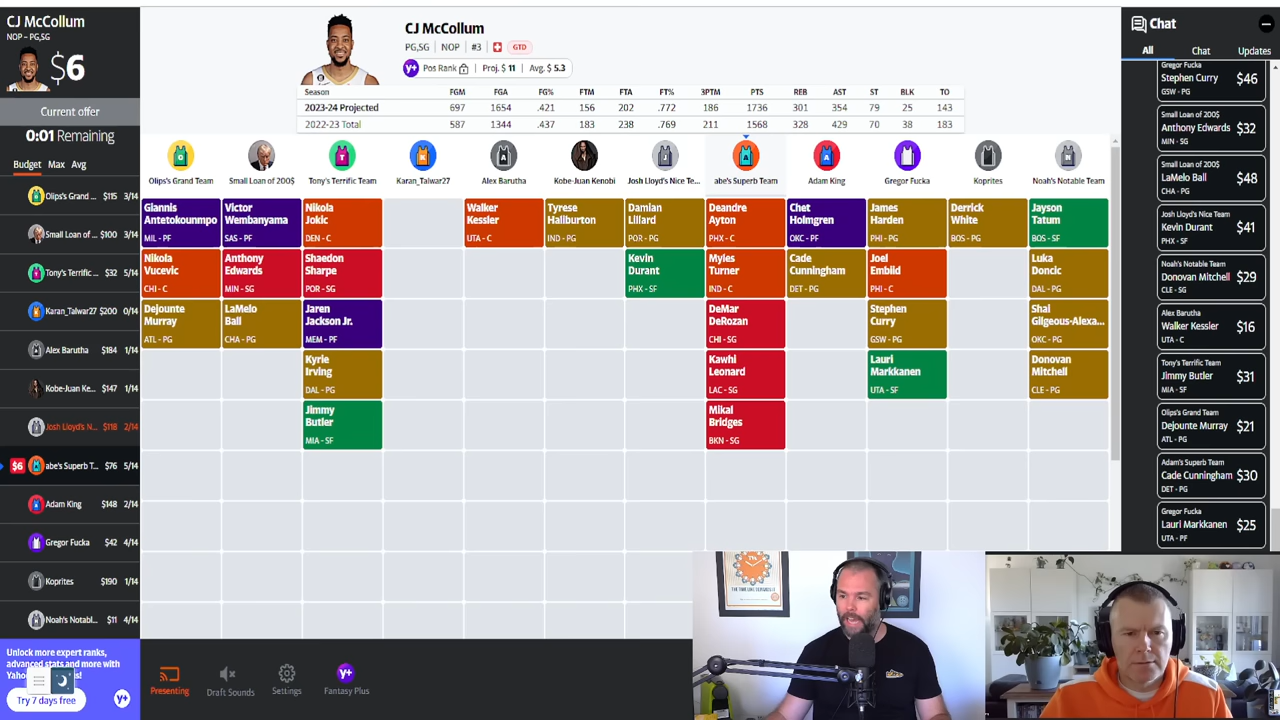 CJ McCollum
NOP – PG,SG
$6
Current offer
0:01 Remaining
Budget Max Avg
Olips's Grand ... $115 3/14
Small Loan of ... $100 3/14
Tony's Terrific ... $32 5/14
Karan_Talwar27 $200 0/14
Alex Barutha $184 1/14
Kobe-Juan Ke... $147 1/14
Josh Lloyd's N... $118 2/14
$6 abe's Superb T... $76 5/14
Adam King $148 2/14
Gregor Fucka $42 4/14
Koprites $190 1/14
Noah's Notabl... $11 4/14
Unlock more expert ranks,
advanced stats and more with
Try 7 days free
y+
CJ McCollum
PG,SG | NOP | #3 | GTD
y+ Pos Rank | Proj. $ 11 | Avg. $ 5.3
Season FGM FGA FG% FTM FTA FT% 3PTM PTS REB AST ST BLK TO
2023-24 Projected 697 1654 .421 156 202 .772 186 1736 301 354 79 25 143
2022-23 Total 587 1344 .437 183 238 .769 211 1568 328 429 70 38 183
Olips's Grand Team
Small Loan of 200$
Tony's Terrific Team
Karan_Talwar27
Alex Barutha
Kobe-Juan Kenobi
Josh Lloyd's Nice Te...
abe's Superb Team
Adam King
Gregor Fucka
Koprites
Noah's Notable Team
Giannis
Antetokounmpo
MIL - PF
Victor
Wembanyama
SAS - PF
Nikola
Jokic
DEN - C
Walker
Kessler
UTA - C
Tyrese
Haliburton
IND - PG
Damian
Lillard
POR - PG
Deandre
Ayton
PHX - C
Chet
Holmgren
OKC - PF
James
Harden
PHI - PG
Derrick
White
BOS - PG
Jayson
Tatum
BOS - SF
Nikola
Vucevic
CHI - C
Anthony
Edwards
MIN - SG
Shaedon
Sharpe
POR - SG
Kevin
Durant
PHX - SF
Myles
Turner
IND - C
Cade
Cunningham
DET - PG
Joel
Embiid
PHI - C
Luka
Doncic
DAL - PG
Dejounte
Murray
ATL - PG
LaMelo
Ball
CHA - PG
Jaren
Jackson Jr.
MEM - PF
DeMar
DeRozan
CHI - SG
Stephen
Curry
GSW - PG
Shai
Gilgeous-Alexa...
OKC - PG
Kyrie
Irving
DAL - PG
Kawhi
Leonard
LAC - SG
Lauri
Markkanen
UTA - SF
Donovan
Mitchell
CLE - PG
Jimmy
Butler
MIA - SF
Mikal
Bridges
BKN - SG
Presenting
Draft Sounds
Settings
y+
Fantasy Plus
Chat
All Chat Updates
Gregor Fucka
Stephen Curry $46
GSW - PG
Small Loan of 200$
Anthony Edwards $32
MIN - SG
Small Loan of 200$
LaMelo Ball $48
CHA - PG
Josh Lloyd's Nice Team
Kevin Durant $41
PHX - SF
Noah's Notable Team
Donovan Mitchell $29
CLE - SG
Alex Barutha
Walker Kessler $16
UTA - C
Tony's Terrific Team
Jimmy Butler $31
MIA - SF
Olips's Grand Team
Dejounte Murray $21
ATL - PG
Adam's Superb Team
Cade Cunningham $30
DET - PG
Gregor Fucka
Lauri Markkanen $25
UTA - PF